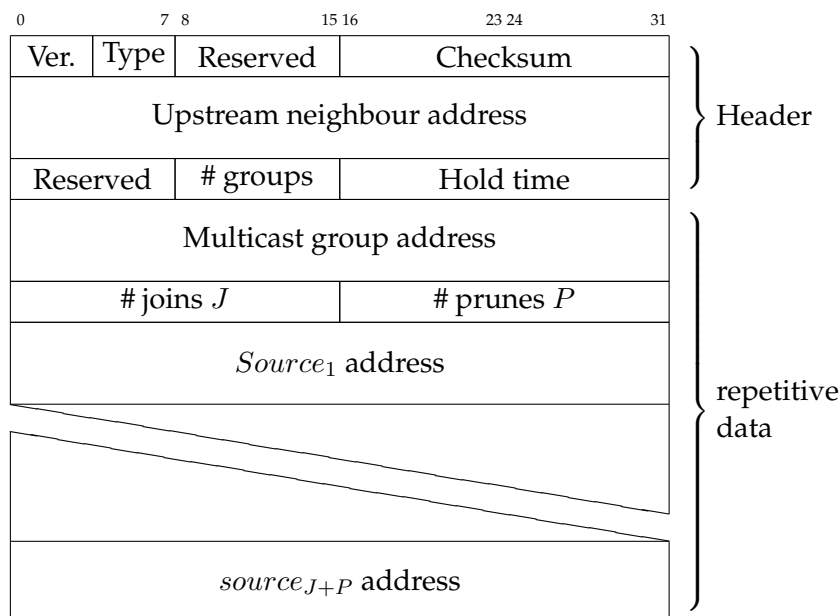 0 7 8 15 16 23 24 31
Ver. Type Reserved Checksum
Upstream neighbour address
Header
Reserved # groups Hold time
Multicast group address
# joins J # prunes P
Source₁ address
repetitive
data
source_{J+P} address